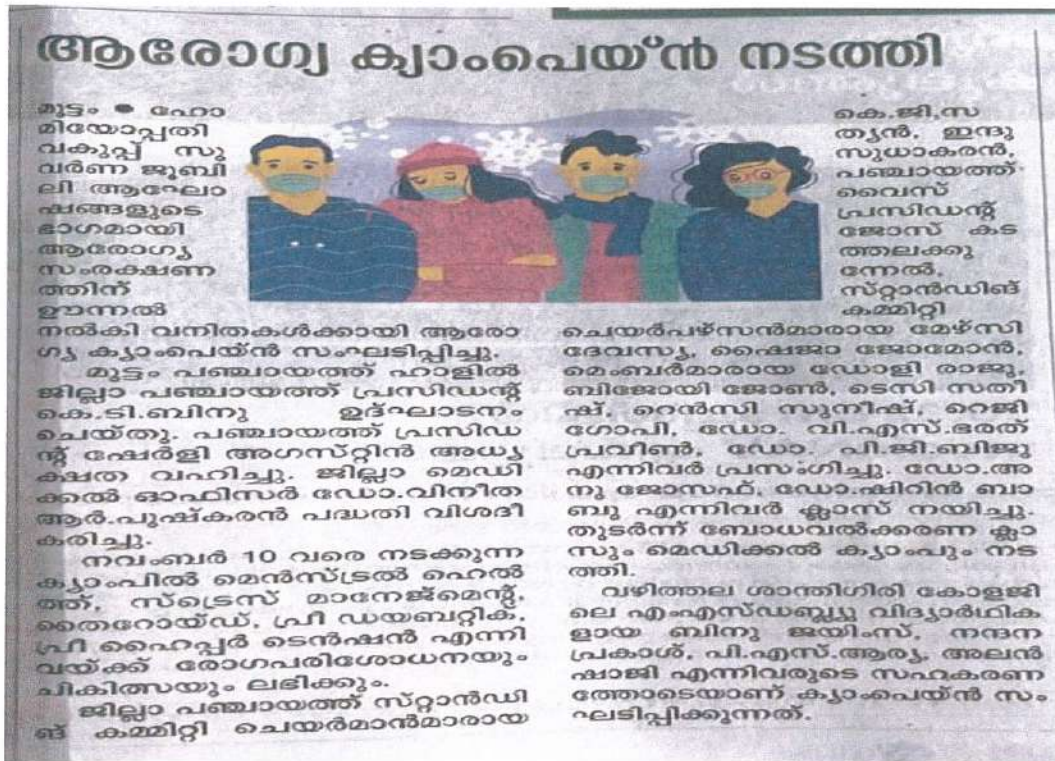 ആരോഗ്യ ക്യാംപെയ്ൻ നടത്തി
മുട്ടം ● ഹോ
മിയോപ്പതി
വകുപ്പ് സു
വർണ ജൂബി
ലി ആഘോ
ഷങ്ങളുടെ
ഭാഗമായി
ആരോഗ്യ
സംരക്ഷണ
ത്തിന്
ഊന്നൽ
നൽകി വനിതകൾക്കായി ആരോ
ഗ്യ ക്യാംപെയ്ൻ സംഘടിപ്പിച്ചു.
മുട്ടം പഞ്ചായത്ത് ഹാളിൽ
ജില്ലാ പഞ്ചായത്ത് പ്രസിഡന്റ്
കെ.ടി.ബിനു ഉദ്ഘാടനം
ചെയ്തു. പഞ്ചായത്ത് പ്രസിഡ
ന്റ് ഷേർളി അഗസ്റ്റിൻ അധ്യ
ക്ഷത വഹിച്ചു. ജില്ലാ മെഡി
ക്കൽ ഓഫിസർ ഡോ.വിനീത
ആർ.പുഷ്കരൻ പദ്ധതി വിശദീ
കരിച്ചു.
നവംബർ 10 വരെ നടക്കുന്ന
ക്യാംപിൽ മെൻസ്ട്രൽ ഹെൽ
ത്ത്, സ്ട്രെസ് മാനേജ്മെന്റ്,
തൈറോയ്ഡ്, പ്രീ ഡയബറ്റിക്,
പ്രീ ഹൈപ്പർ ടെൻഷൻ എന്നി
വയ്ക്ക് രോഗപരിശോധനയും
ചികിത്സയും ലഭിക്കും.
ജില്ലാ പഞ്ചായത്ത് സ്റ്റാൻഡി
ങ് കമ്മിറ്റി ചെയർമാൻമാരായ
കെ.ജി,സ
ത്യൻ, ഇന്ദു
സുധാകരൻ,
പഞ്ചായത്ത്
വൈസ്
പ്രസിഡന്റ്
ജോസ് കട
ത്തലക്കു
ന്നേൽ,
സ്റ്റാൻഡിങ്
കമ്മിറ്റി
ചെയർപഴ്സൻമാരായ മേഴ്സി
ദേവസ്യ, ഷൈജാ ജോമോൻ,
മെംബർമാരായ ഡോളി രാജു,
ബിജോയി ജോൺ, ടെസി സതീ
ഷ്, റെൻസി സുനീഷ്, റെജി
ഗോപി, ഡോ. വി.എസ്.ഭരത്
പ്രവീൺ, ഡോ. പി.ജി.ബിജു
എന്നിവർ പ്രസംഗിച്ചു. ഡോ.അ
നു ജോസഫ്, ഡോ.ഷിറിൻ ബാ
ബു എന്നിവർ ക്ലാസ് നയിച്ചു.
തുടർന്ന് ബോധവൽക്കരണ ക്ലാ
സും മെഡിക്കൽ ക്യാംപും നട
ത്തി.
വഴിത്തല ശാന്തിഗിരി കോളജി
ലെ എംഎസ്ഡബ്ല്യു വിദ്യാർഥിക
ളായ ബിനു ജയിംസ്, നന്ദന
പ്രകാശ്, പി.എസ്.ആര്യ, അലൻ
ഷാജി എന്നിവരുടെ സഹകരണ
ത്തോടെയാണ് ക്യാംപെയ്ൻ സം
ഘടിപ്പിക്കുന്നത്.